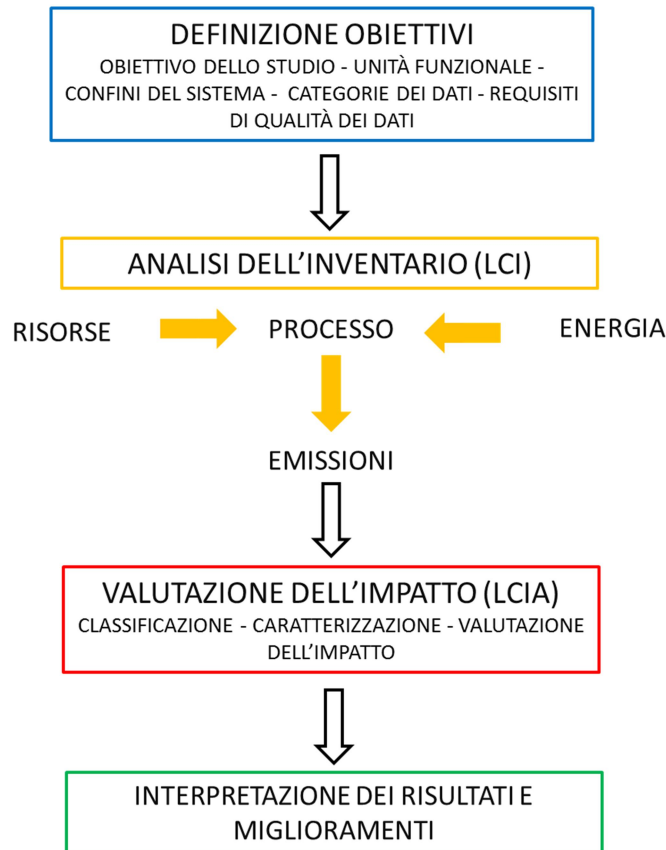 DEFINIZIONE OBIETTIVI
OBIETTIVO DELLO STUDIO - UNITÀ FUNZIONALE -
CONFINI DEL SISTEMA - CATEGORIE DEI DATI - REQUISITI
DI QUALITÀ DEI DATI
ANALISI DELL'INVENTARIO (LCI)
RISORSE PROCESSO ENERGIA
EMISSIONI
VALUTAZIONE DELL'IMPATTO (LCIA)
CLASSIFICAZIONE - CARATTERIZZAZIONE - VALUTAZIONE
DELL'IMPATTO
INTERPRETAZIONE DEI RISULTATI E
MIGLIORAMENTI